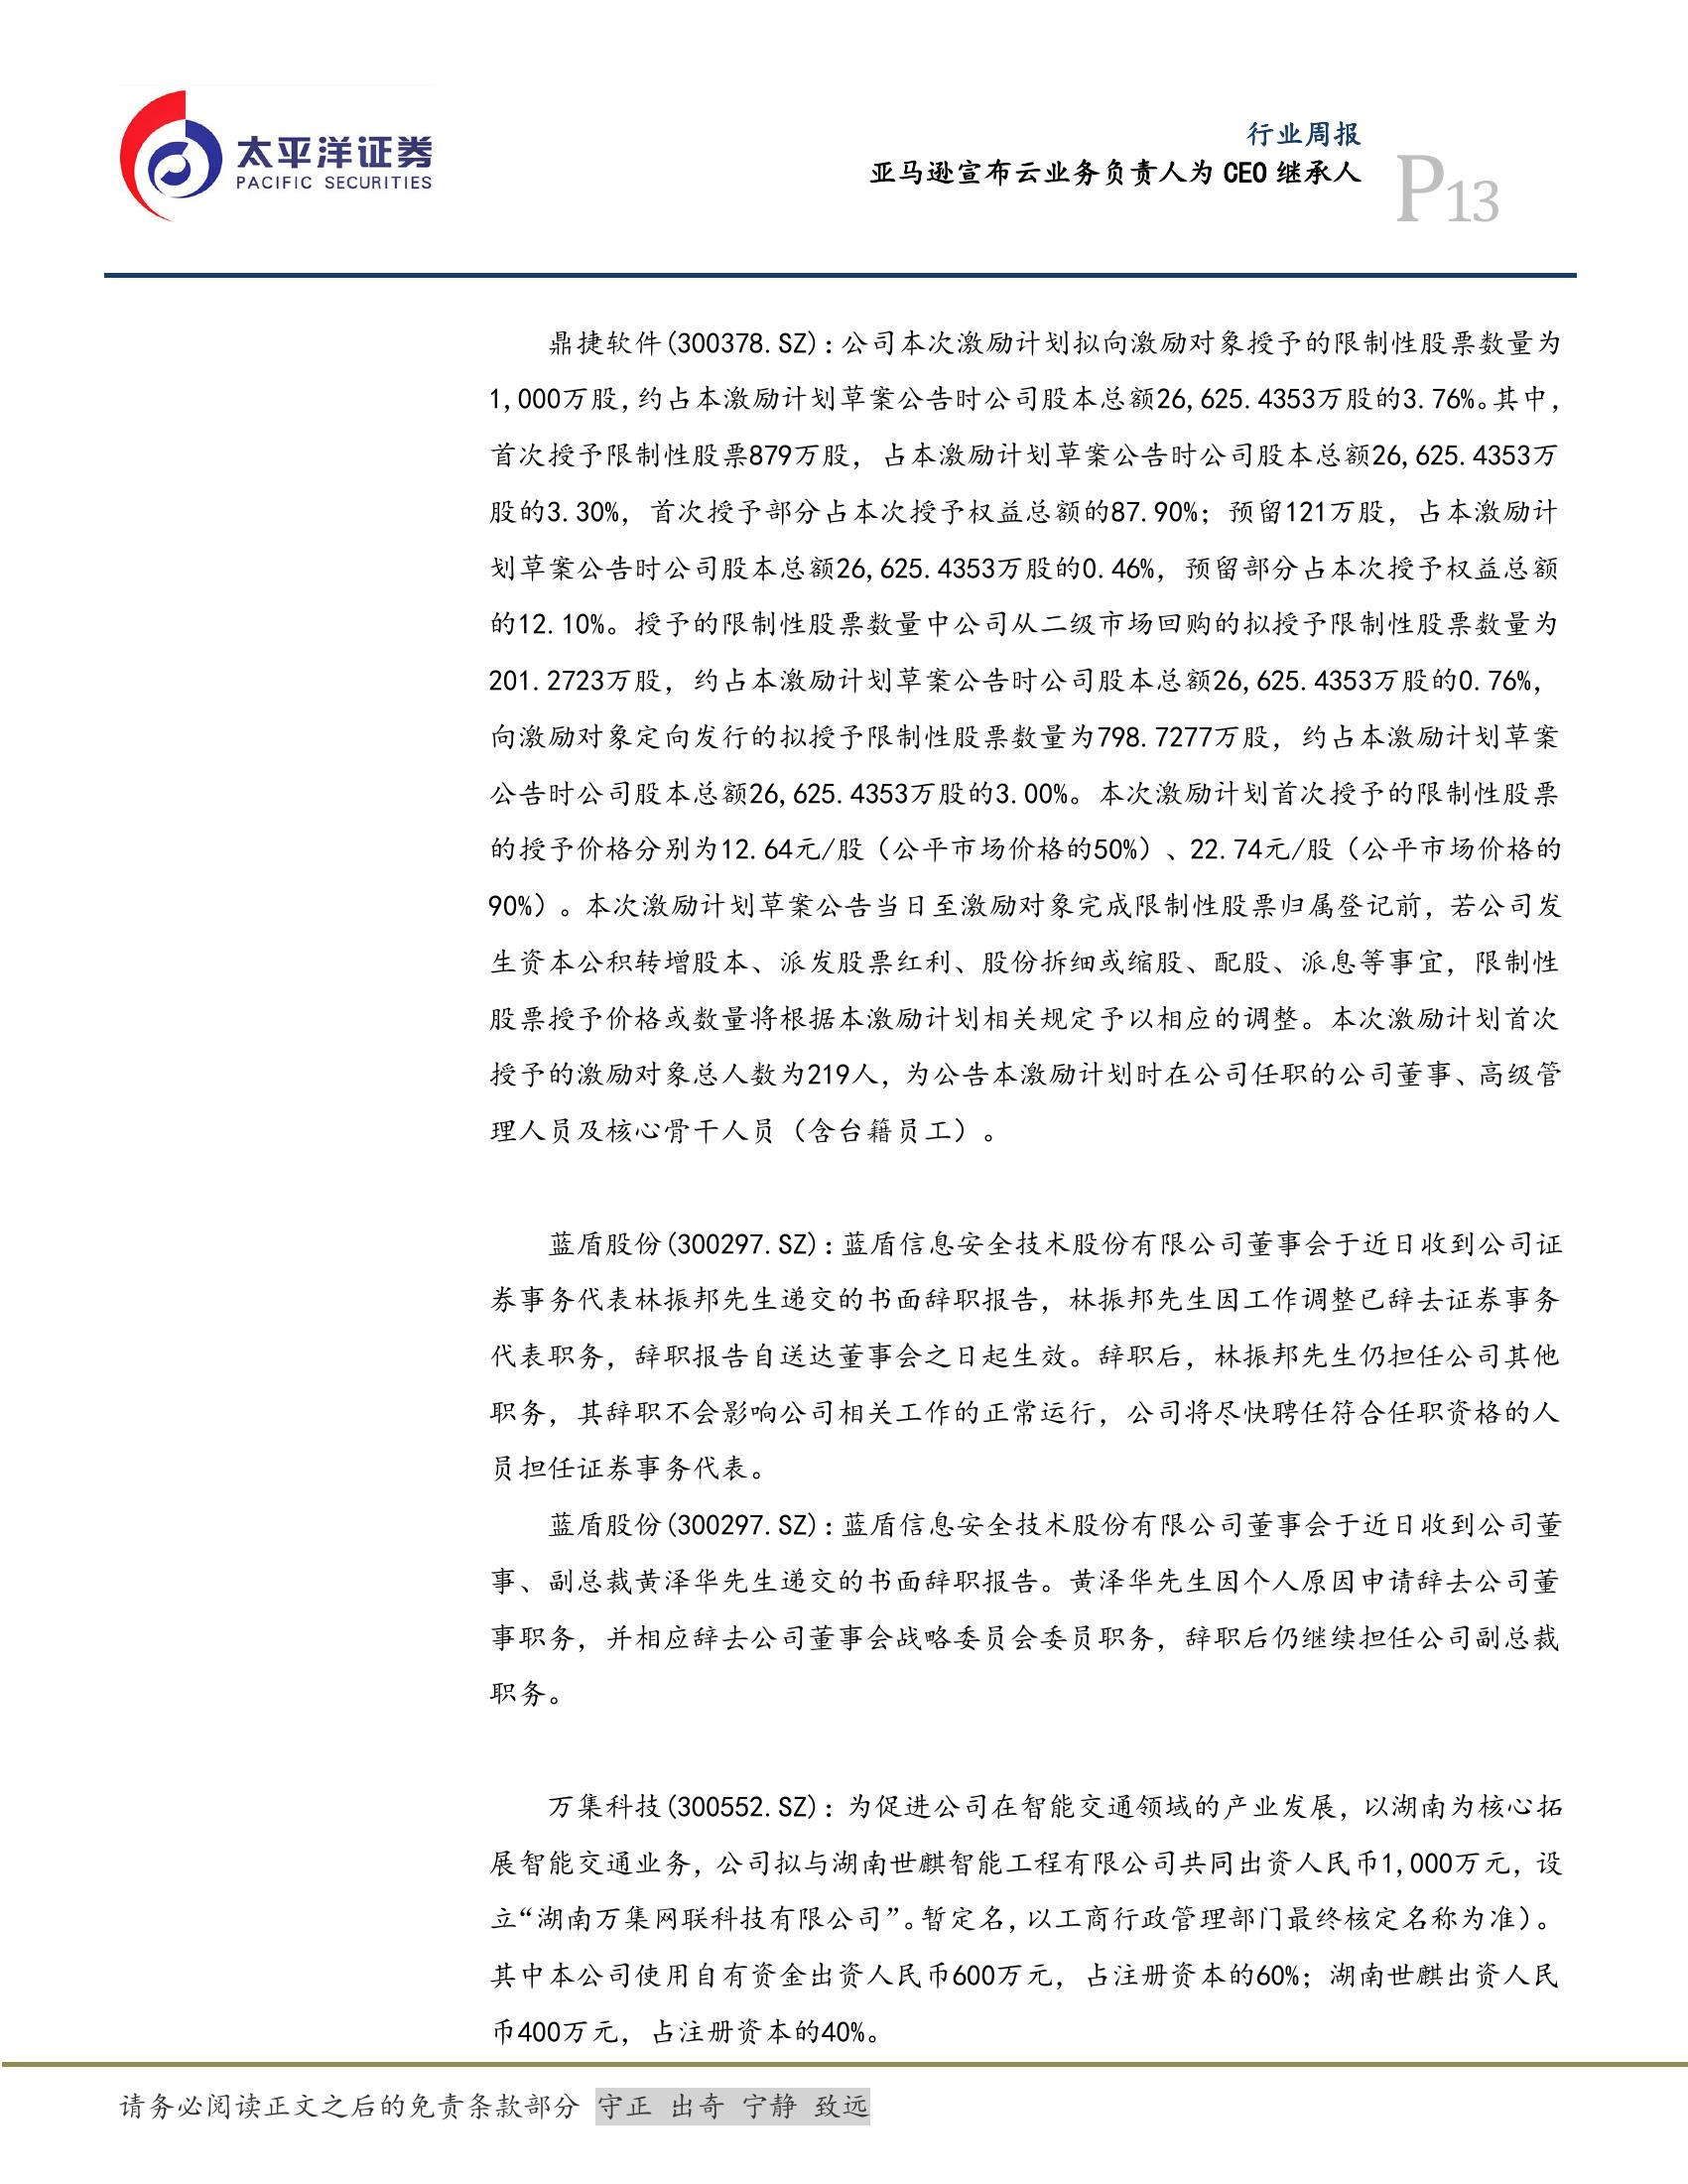 太平洋证券
PACIFIC SECURITIES
行业周报
亚马逊宣布云业务负责人为 CEO 继承人
P13
鼎捷软件(300378.SZ)：公司本次激励计划拟向激励对象授予的限制性股票数量为
1,000万股，约占本激励计划草案公告时公司股本总额26,625.4353万股的3.76%。其中，
首次授予限制性股票879万股，占本激励计划草案公告时公司股本总额26,625.4353万
股的3.30%，首次授予部分占本次授予权益总额的87.90%；预留121万股，占本激励计
划草案公告时公司股本总额26,625.4353万股的0.46%，预留部分占本次授予权益总额
的12.10%。授予的限制性股票数量中公司从二级市场回购的拟授予限制性股票数量为
201.2723万股，约占本激励计划草案公告时公司股本总额26,625.4353万股的0.76%，
向激励对象定向发行的拟授予限制性股票数量为798.7277万股，约占本激励计划草案
公告时公司股本总额26,625.4353万股的3.00%。本次激励计划首次授予的限制性股票
的授予价格分别为12.64元/股（公平市场价格的50%）、22.74元/股（公平市场价格的
90%）。本次激励计划草案公告当日至激励对象完成限制性股票归属登记前，若公司发
生资本公积转增股本、派发股票红利、股份拆细或缩股、配股、派息等事宜，限制性
股票授予价格或数量将根据本激励计划相关规定予以相应的调整。本次激励计划首次
授予的激励对象总人数为219人，为公告本激励计划时在公司任职的公司董事、高级管
理人员及核心骨干人员（含台籍员工）。
蓝盾股份(300297.SZ)：蓝盾信息安全技术股份有限公司董事会于近日收到公司证
券事务代表林振邦先生递交的书面辞职报告，林振邦先生因工作调整已辞去证券事务
代表职务，辞职报告自送达董事会之日起生效。辞职后，林振邦先生仍担任公司其他
职务，其辞职不会影响公司相关工作的正常运行，公司将尽快聘任符合任职资格的人
员担任证券事务代表。
蓝盾股份(300297.SZ)：蓝盾信息安全技术股份有限公司董事会于近日收到公司董
事、副总裁黄泽华先生递交的书面辞职报告。黄泽华先生因个人原因申请辞去公司董
事职务，并相应辞去公司董事会战略委员会委员职务，辞职后仍继续担任公司副总裁
职务。
万集科技(300552.SZ)：为促进公司在智能交通领域的产业发展，以湖南为核心拓
展智能交通业务，公司拟与湖南世麒智能工程有限公司共同出资人民币1,000万元，设
立“湖南万集网联科技有限公司”。暂定名，以工商行政管理部门最终核定名称为准）。
其中本公司使用自有资金出资人民币600万元，占注册资本的60%；湖南世麒出资人民
币400万元，占注册资本的40%。
请务必阅读正文之后的免责条款部分 守正 出奇 宁静 致远